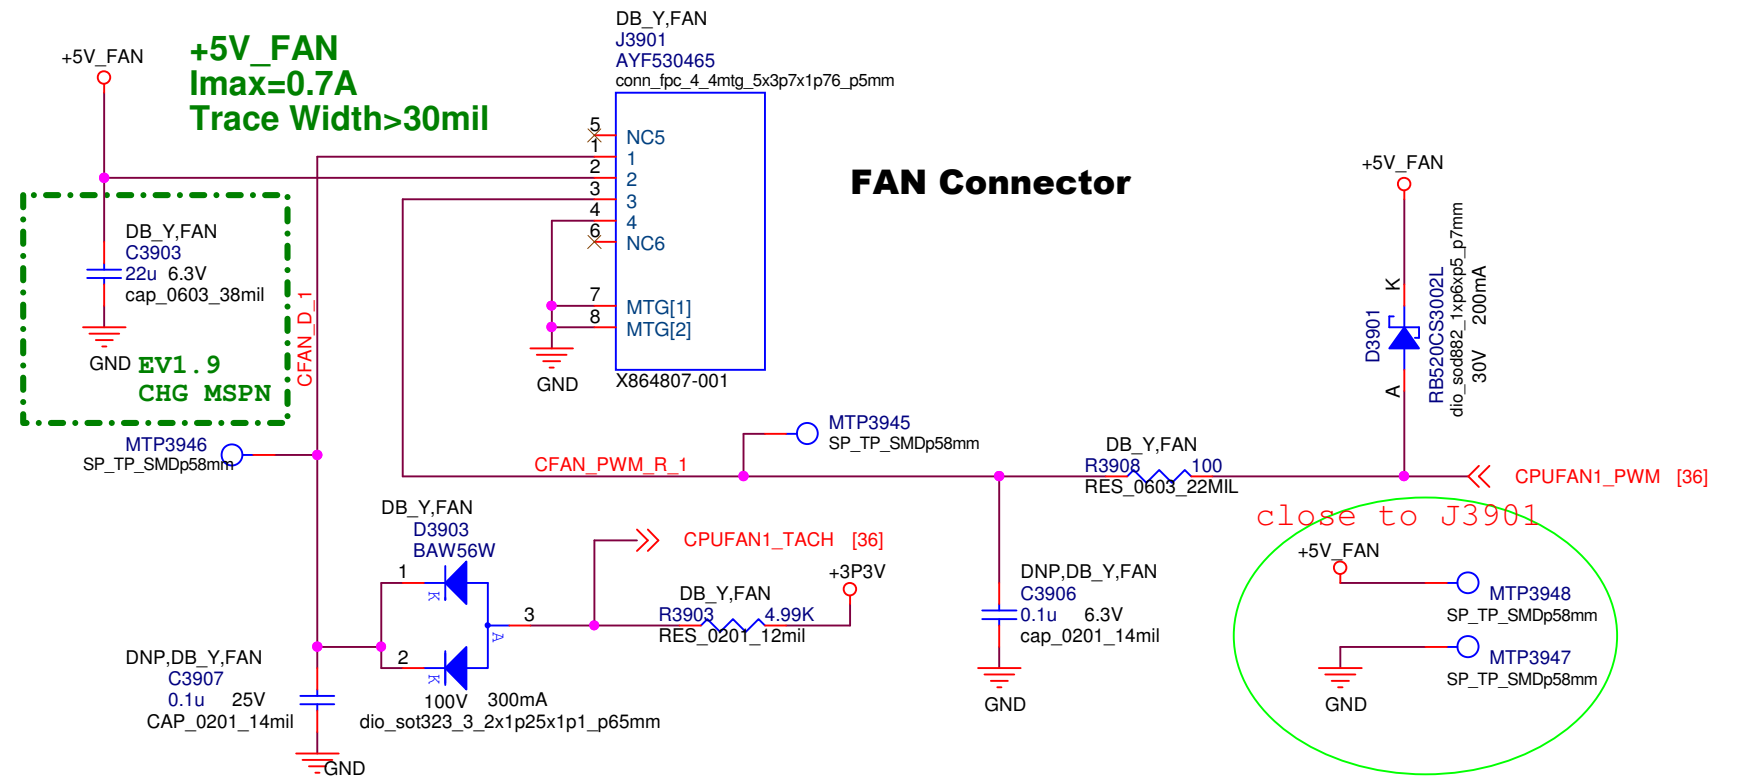 +5V_FAN
+5V_FAN
Imax=0.7A
Trace Width>30mil
DB_Y,FAN
J3901
AYF530465
conn_fpc_4_4mtg_5x3p7x1p76_p5mm
5 NC5
1 1
2 2
3 3
4 4
6 NC6
7 MTG[1]
8 MTG[2]
GND
X864807-001
FAN Connector
DB_Y,FAN
C3903
22u 6.3V
cap_0603_38mil
GND
EV1.9
CHG MSPN
CFAN_D_1
MTP3946
SP_TP_SMDp58mm
+5V_FAN
K
A
D3901
RB520CS3002L
dio_sod882_1xp6xp5_p7mm
30V 200mA
MTP3945
SP_TP_SMDp58mm
CFAN_PWM_R_1
DB_Y,FAN
R3908 100
RES_0603_22MIL
CPUFAN1_PWM [36]
close to J3901
+5V_FAN
MTP3948
SP_TP_SMDp58mm
MTP3947
SP_TP_SMDp58mm
GND
DB_Y,FAN
D3903
BAW56W
1
K
2
K
A
3
100V 300mA
dio_sot323_3_2x1p25x1p1_p65mm
CPUFAN1_TACH [36]
+3P3V
DB_Y,FAN
R3903 4.99K
RES_0201_12mil
DNP,DB_Y,FAN
C3906
0.1u 6.3V
cap_0201_14mil
GND
DNP,DB_Y,FAN
C3907
0.1u 25V
CAP_0201_14mil
GND